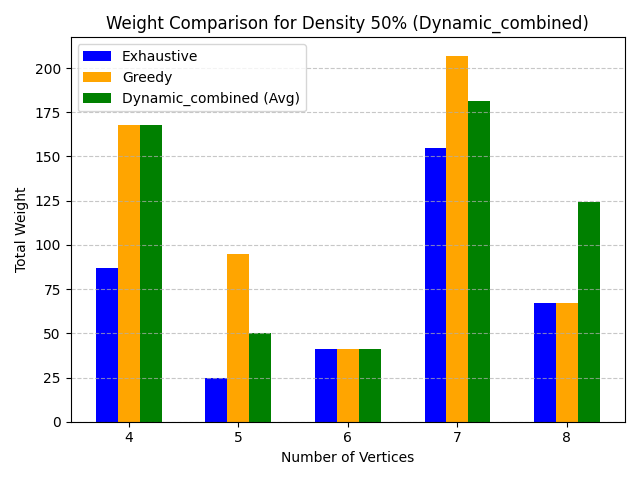 Weight Comparison for Density 50% (Dynamic_combined)
Exhaustive
Greedy
Dynamic_combined (Avg)
Total Weight
200
175
150
125
100
75
50
25
0
4 5 6 7 8
Number of Vertices